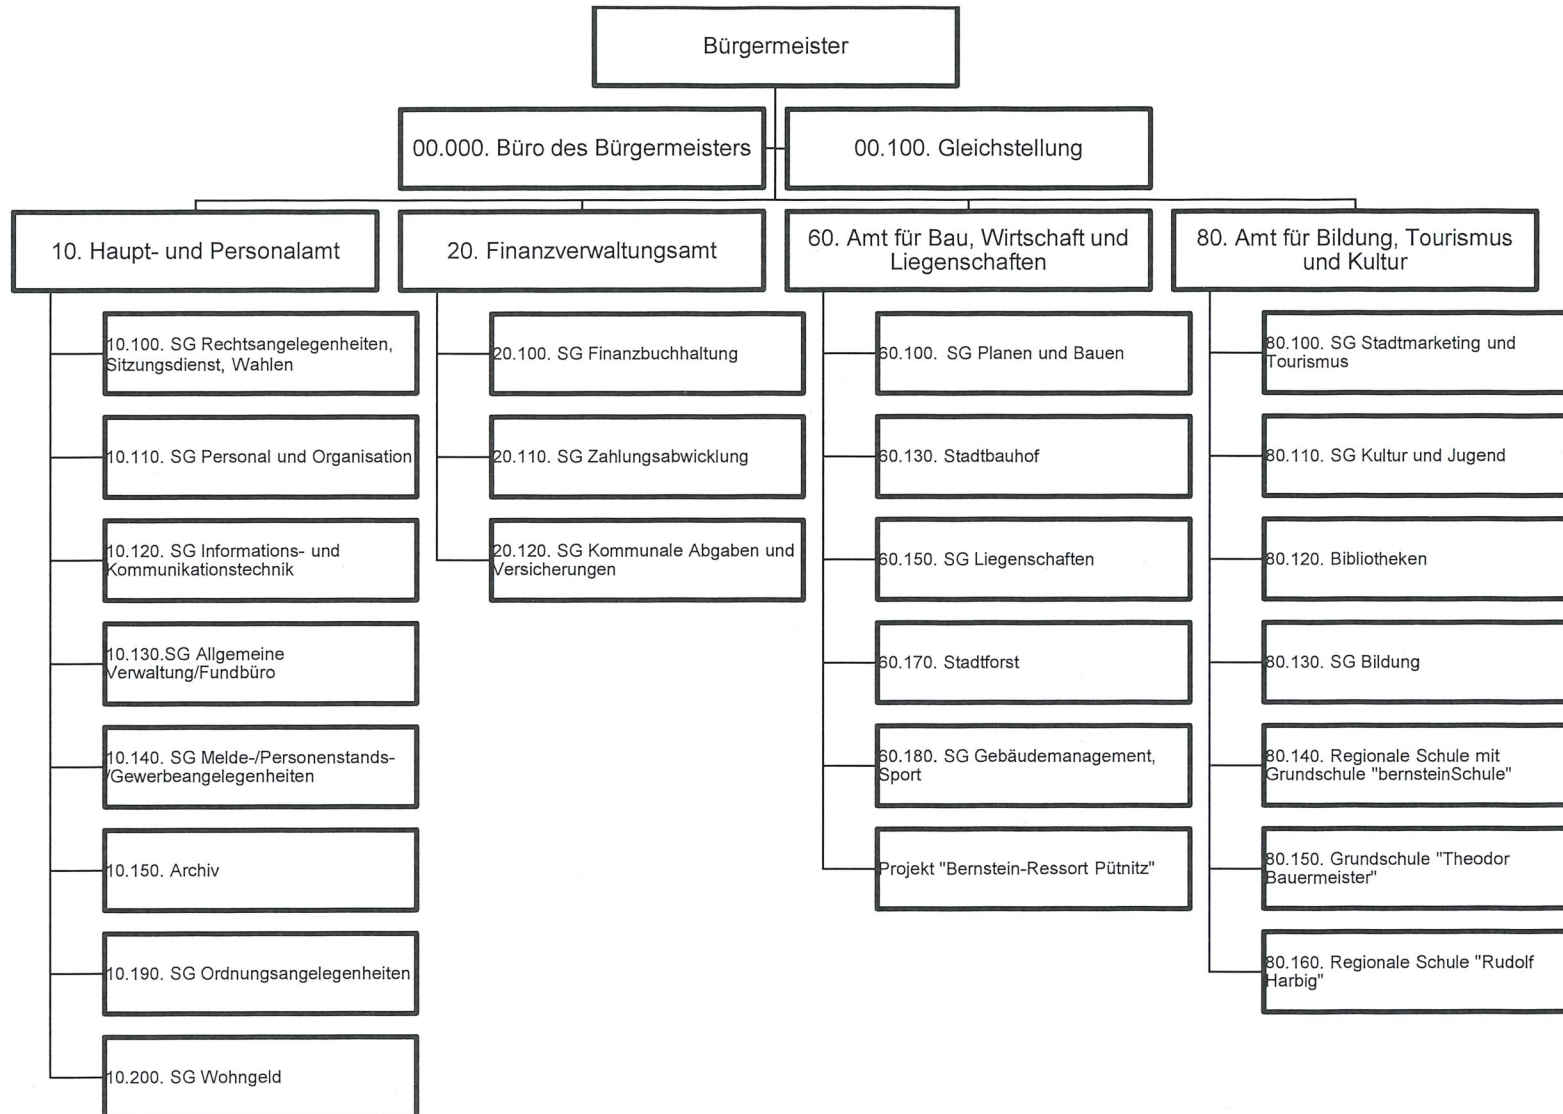 Bürgermeister
00.000. Büro des Bürgermeisters
00.100. Gleichstellung
10. Haupt- und Personalamt
10.100. SG Rechtsangelegenheiten,
Sitzungsdienst, Wahlen
10.110. SG Personal und Organisation
10.120. SG Informations- und
Kommunikationstechnik
10.130.SG Allgemeine
Verwaltung/Fundbüro
10.140. SG Melde-/Personenstands-
/Gewerbeangelegenheiten
10.150. Archiv
10.190. SG Ordnungsangelegenheiten
10.200. SG Wohngeld
20. Finanzverwaltungsamt
20.100. SG Finanzbuchhaltung
20.110. SG Zahlungsabwicklung
20.120. SG Kommunale Abgaben und
Versicherungen
60. Amt für Bau, Wirtschaft und
Liegenschaften
60.100. SG Planen und Bauen
60.130. Stadtbauhof
60.150. SG Liegenschaften
60.170. Stadtforst
60.180. SG Gebäudemanagement,
Sport
Projekt "Bernstein-Ressort Pütnitz"
80. Amt für Bildung, Tourismus
und Kultur
80.100. SG Stadtmarketing und
Tourismus
80.110. SG Kultur und Jugend
80.120. Bibliotheken
80.130. SG Bildung
80.140. Regionale Schule mit
Grundschule "bernsteinSchule"
80.150. Grundschule "Theodor
Bauermeister"
80.160. Regionale Schule "Rudolf
Harbig"